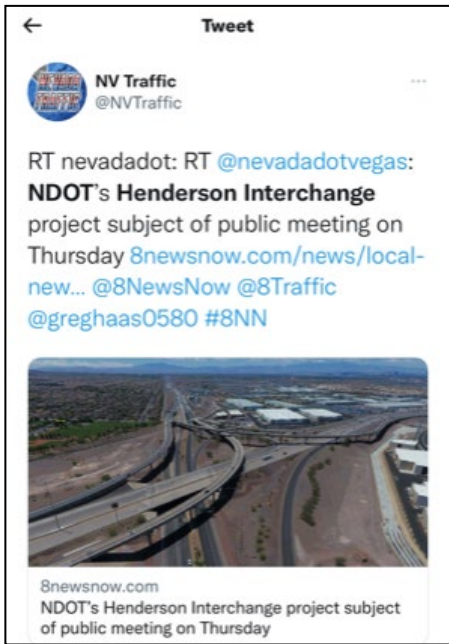 Tweet
NV Traffic
@NVTraffic
RT nevadadot: RT @nevadadotvegas:
NDOT's Henderson Interchange
project subject of public meeting on
Thursday 8newsnow.com/news/local-
new... @8NewsNow @8Traffic
@greghaas0580 #8NN
8newsnow.com
NDOT's Henderson Interchange project subject
of public meeting on Thursday